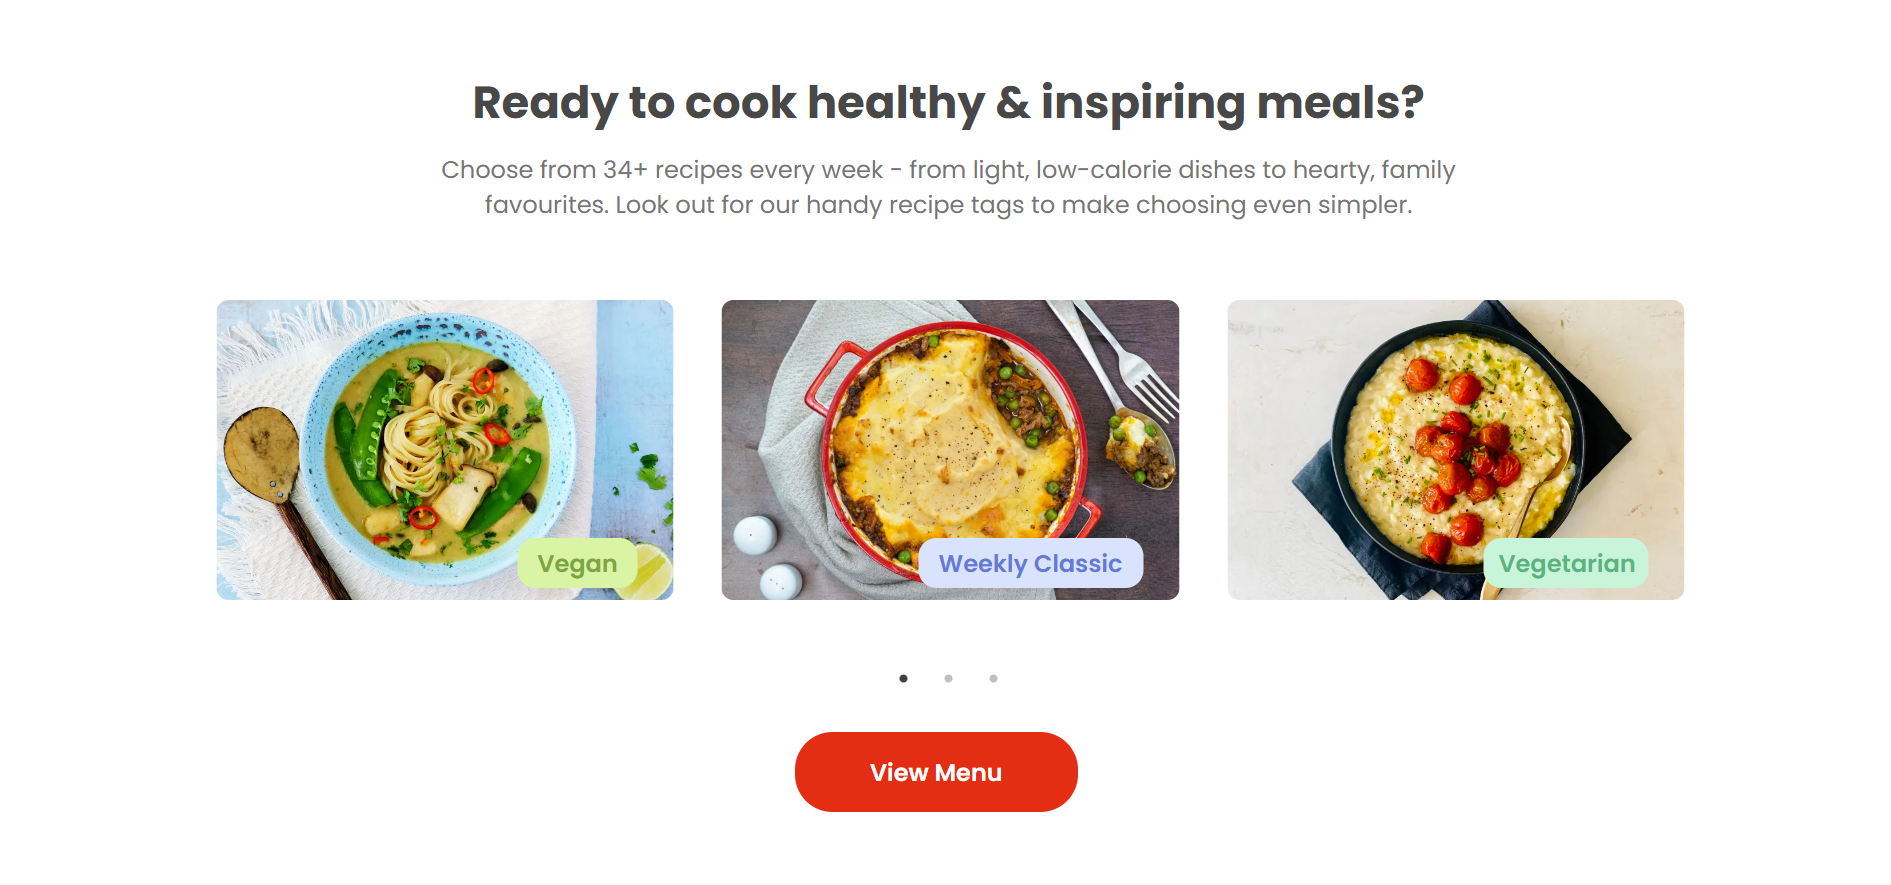 Ready to cook healthy & inspiring meals?
Choose from 34+ recipes every week - from light, low-calorie dishes to hearty, family
favourites. Look out for our handy recipe tags to make choosing even simpler.
Vegan
Weekly Classic
Vegetarian
View Menu